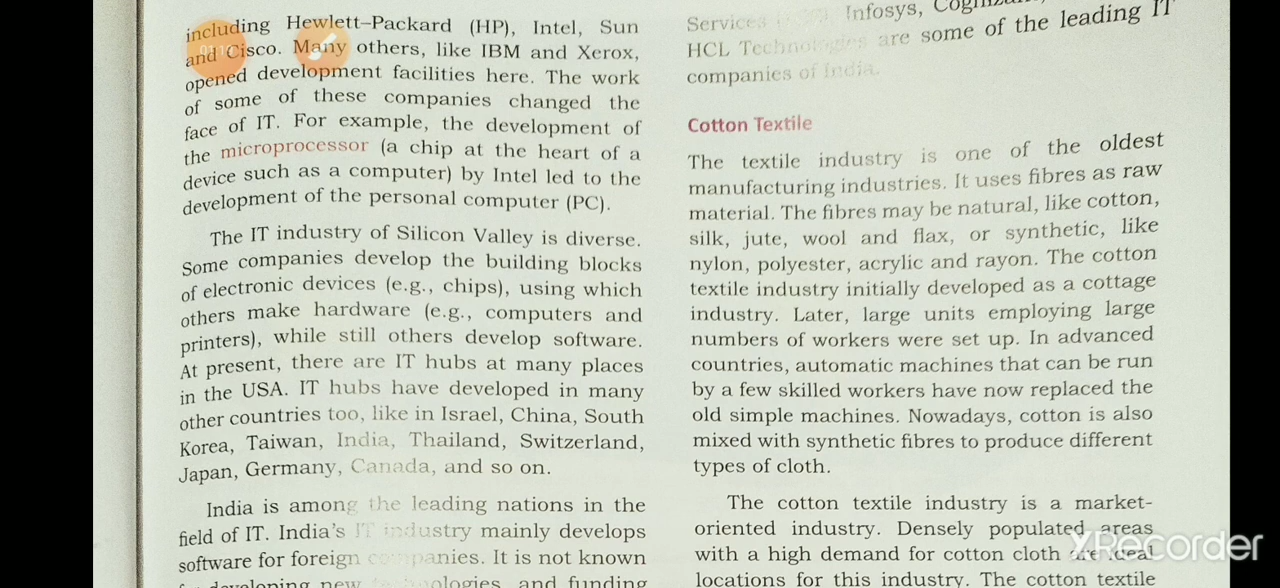 including Hewlett–Packard (HP), Intel, Sun
and Cisco. Many others, like IBM and Xerox,
opened development facilities here. The work
of some of these companies changed the
face of IT. For example, the development of
the microprocessor (a chip at the heart of a
device such as a computer) by Intel led to the
development of the personal computer (PC).
The IT industry of Silicon Valley is diverse.
Some companies develop the building blocks
of electronic devices (e.g., chips), using which
others make hardware (e.g., computers and
printers), while still others develop software.
At present, there are IT hubs at many places
in the USA. IT hubs have developed in many
other countries too, like in Israel, China, South
Korea, Taiwan, India, Thailand, Switzerland,
Japan, Germany, Canada, and so on.
India is among the leading nations in the
field of IT. India's IT industry mainly develops
software for foreign companies. It is not known
developing new technologies, and funding
Services Infosys,
HCL Technologies are some of the leading IT
companies of India.
Cotton Textile
The textile industry is one of the oldest
manufacturing industries. It uses fibres as raw
material. The fibres may be natural, like cotton,
silk, jute, wool and flax, or synthetic, like
nylon, polyester, acrylic and rayon. The cotton
textile industry initially developed as a cottage
industry. Later, large units employing large
numbers of workers were set up. In advanced
countries, automatic machines that can be run
by a few skilled workers have now replaced the
old simple machines. Nowadays, cotton is also
mixed with synthetic fibres to produce different
types of cloth.
The cotton textile industry is a market-
oriented industry. Densely populated areas
with a high demand for cotton cloth are ideal
locations for this industry. The cotton textile
XRecorder